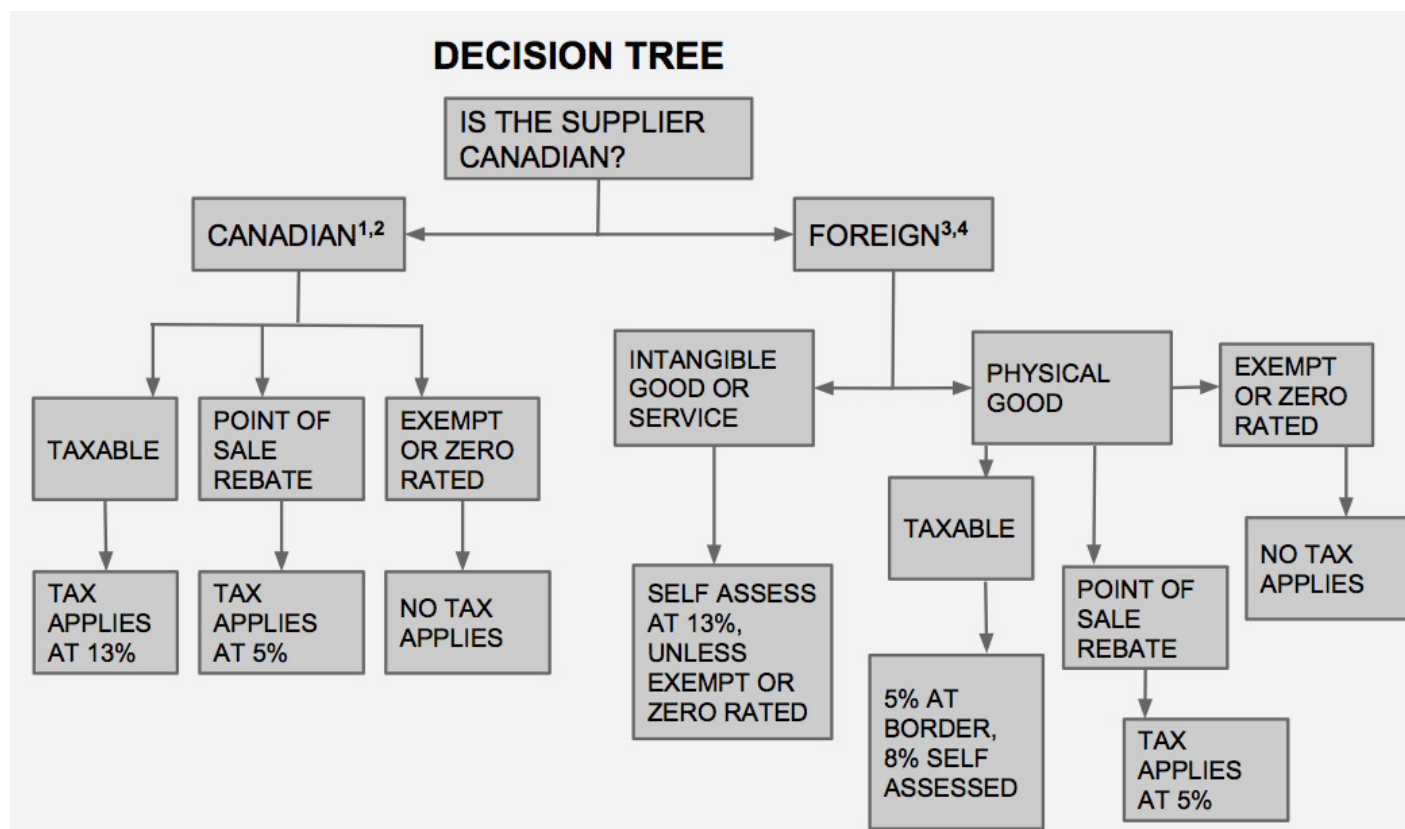 DECISION TREE
IS THE SUPPLIER
CANADIAN?
CANADIAN1,2
FOREIGN3,4
TAXABLE
POINT OF
SALE
REBATE
EXEMPT
OR ZERO
RATED
TAX
APPLIES
AT 13%
TAX
APPLIES
AT 5%
NO TAX
APPLIES
INTANGIBLE
GOOD OR
SERVICE
PHYSICAL
GOOD
EXEMPT
OR ZERO
RATED
SELF ASSESS
AT 13%,
UNLESS
EXEMPT OR
ZERO RATED
TAXABLE
5% AT
BORDER,
8% SELF
ASSESSED
POINT OF
SALE
REBATE
TAX
APPLIES
AT 5%
NO TAX
APPLIES